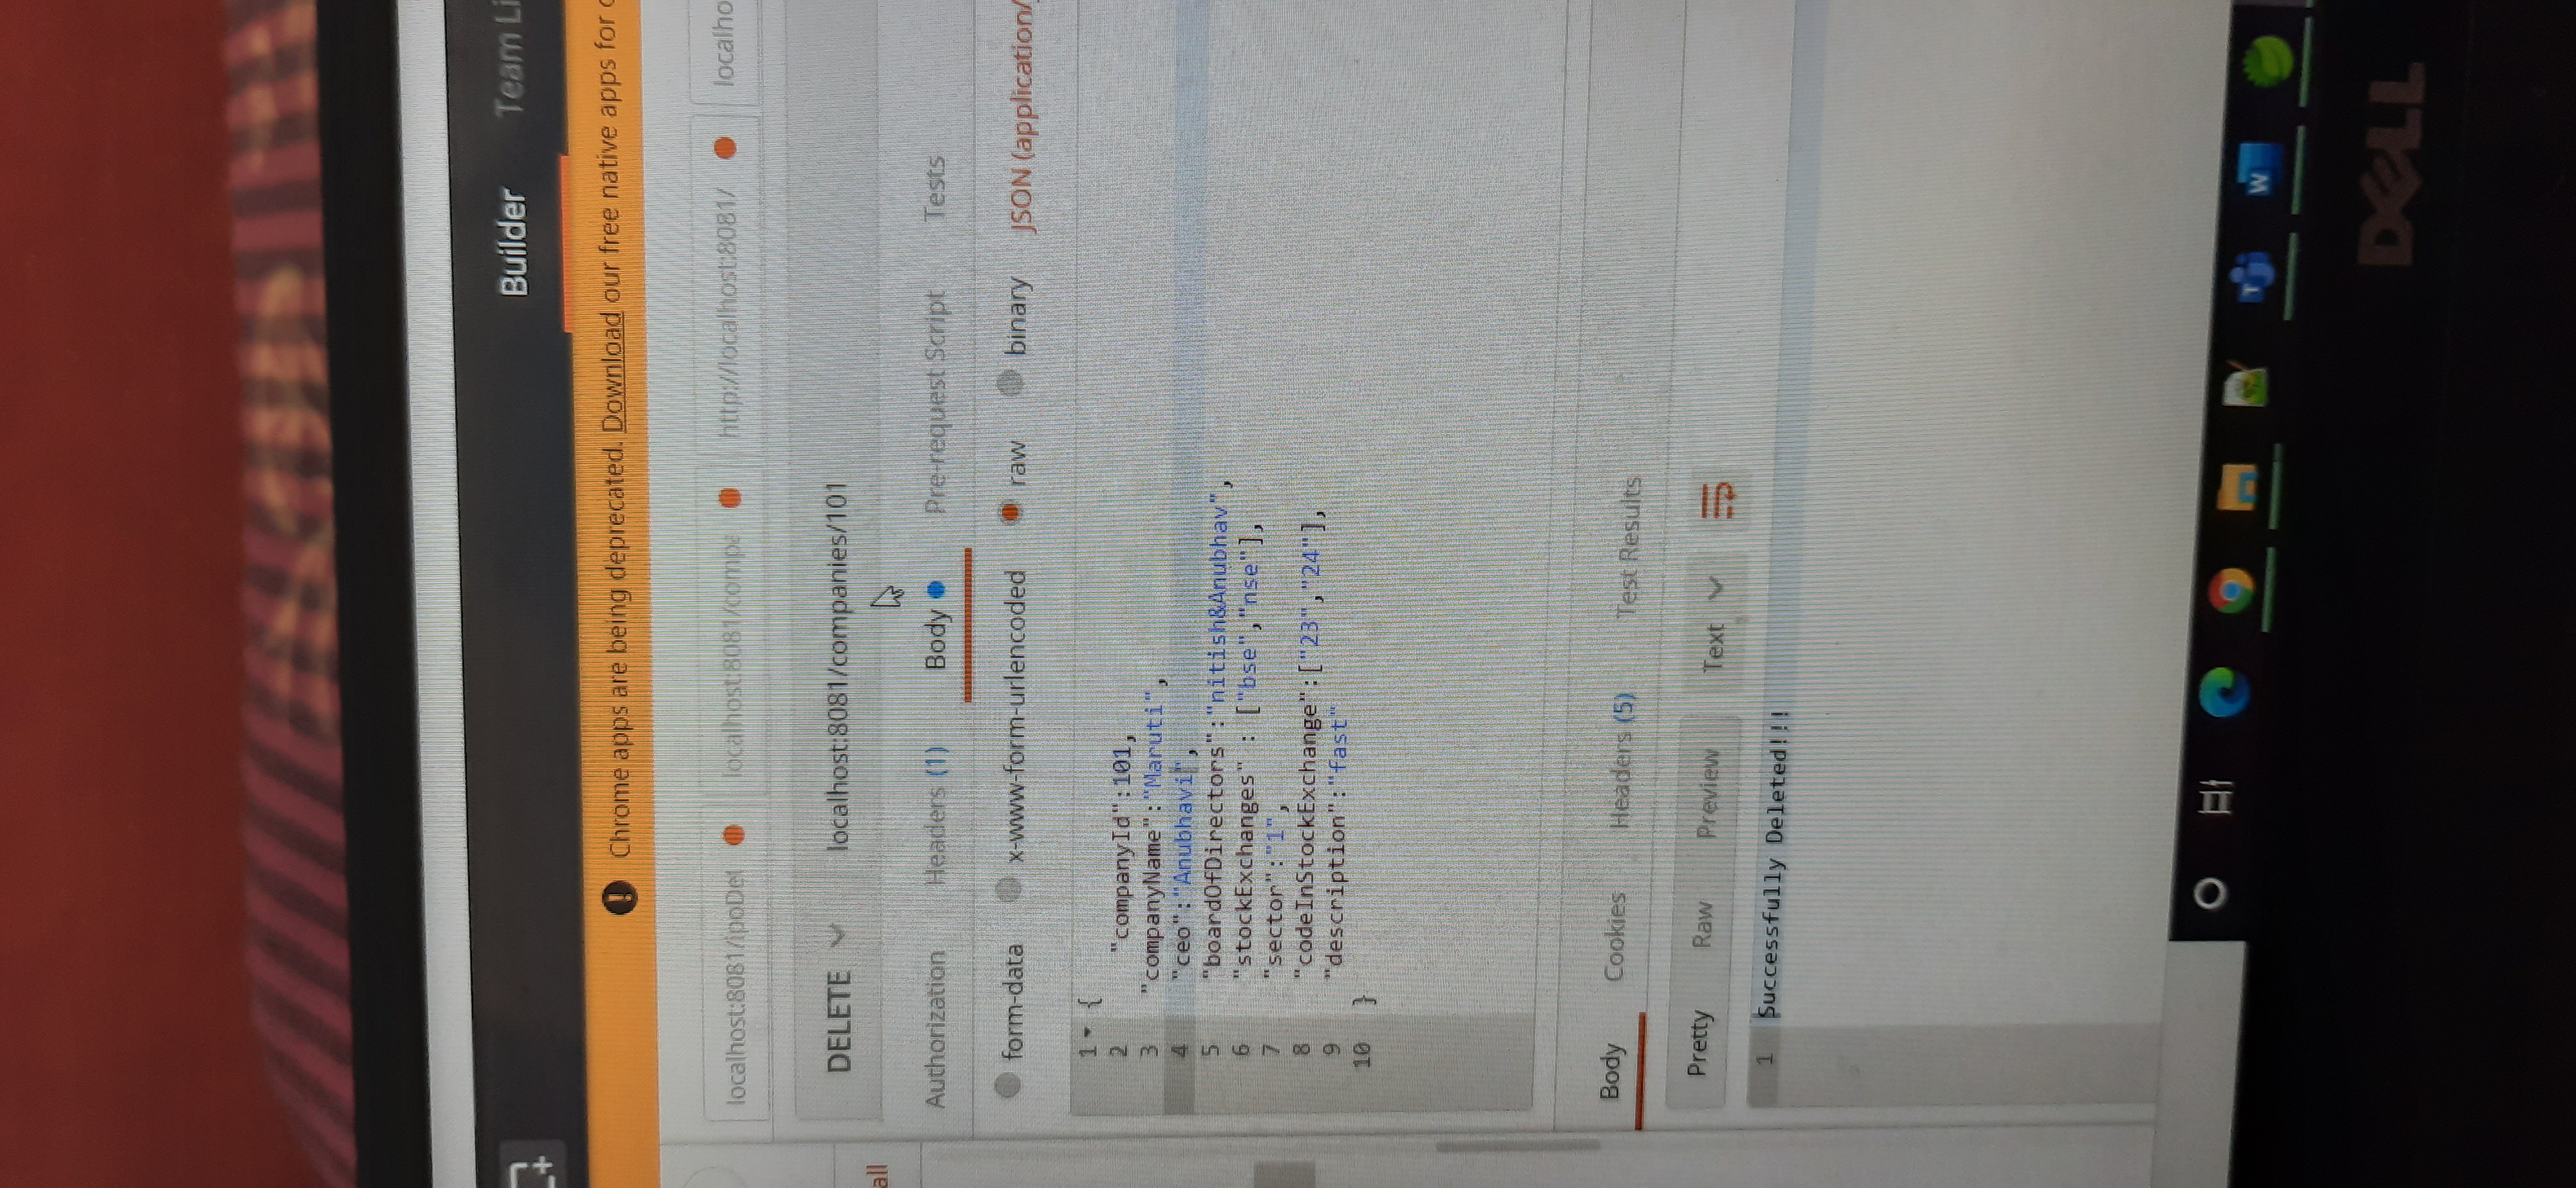 Builder Team Li
Chrome apps are being deprecated. Download our free native apps for
localhost:8081/ipoDet localhost:8081/compa http://localhost:8081/ localho
DELETE localhost:8081/companies/101
all
Authorization Headers (1) Body Pre-request Script Tests
form-data x-www-form-urlencoded raw binary JSON (application/
1 {
2 "companyId":101,
3 "companyName":"Maruti",
4 "ceo":"Anubhavi",
5 "boardOfDirectors":"nitish&Anubhav",
6 "stockExchanges" : ["bse","nse"],
7 "sector":"1",
8 "codeInStockExchange":["23","24"],
9 "description":"fast"
10 }
Body Cookies Headers (5) Test Results
Pretty Raw Preview Text
1 Successfully Deleted!!!
DELL